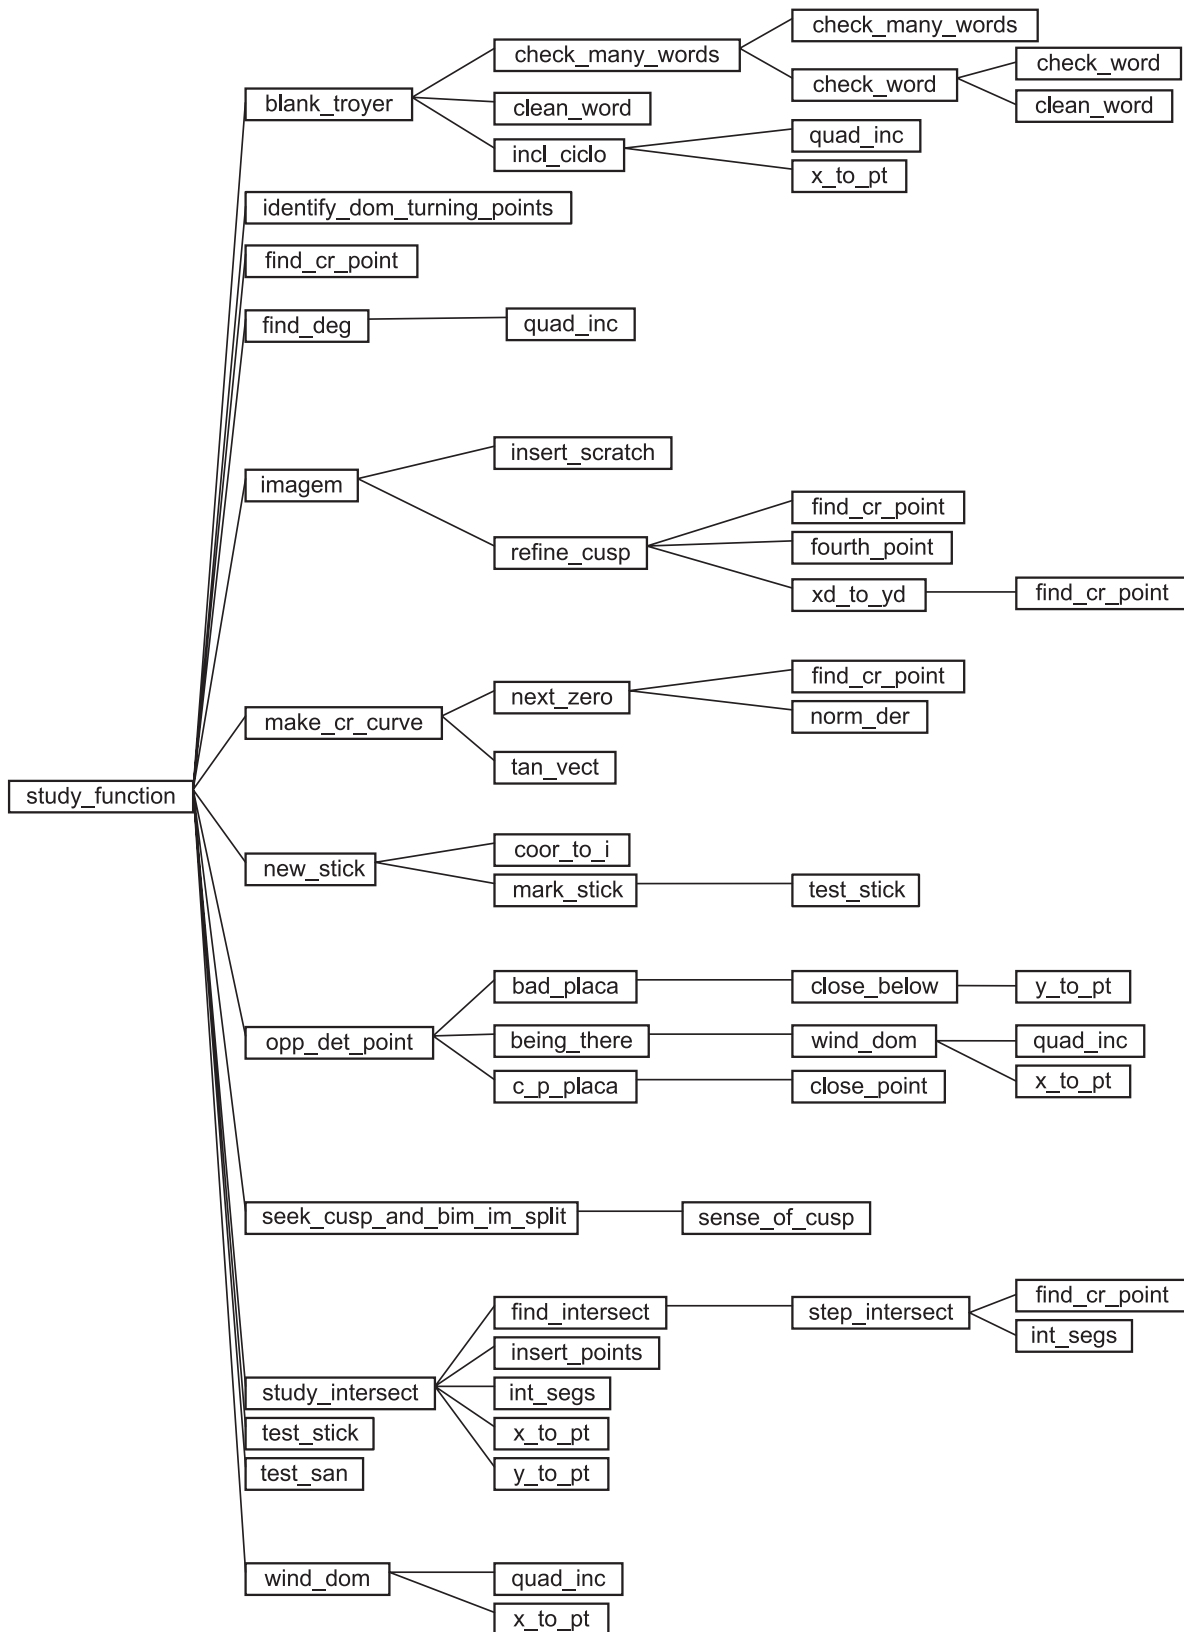 check_many_words
check_many_words
check_word
check_word
blank_troyer
clean_word
clean_word
incl_ciclo
quad_inc
x_to_pt
identify_dom_turning_points
find_cr_point
find_deg
quad_inc
insert_scratch
imagem
find_cr_point
refine_cusp
fourth_point
xd_to_yd
find_cr_point
next_zero
find_cr_point
make_cr_curve
norm_der
tan_vect
study_function
coor_to_i
new_stick
mark_stick
test_stick
bad_placa
close_below
y_to_pt
opp_det_point
being_there
wind_dom
quad_inc
c_p_placa
close_point
x_to_pt
seek_cusp_and_bim_im_split
sense_of_cusp
find_intersect
step_intersect
find_cr_point
insert_points
int_segs
study_intersect
int_segs
test_stick
x_to_pt
test_san
y_to_pt
wind_dom
quad_inc
x_to_pt